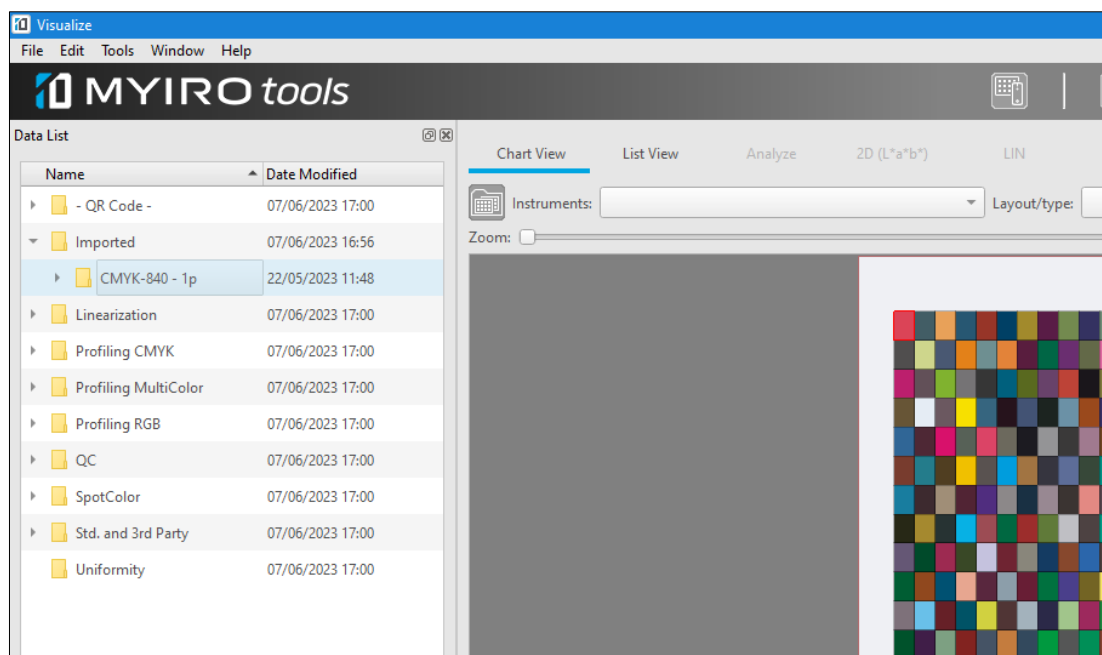 Visualize
File Edit Tools Window Help
MYIRO tools
Data List
Chart View List View Analyze 2D (L*a*b*) LIN
Name Date Modified
Instruments: Layout/type:
Zoom:
- QR Code - 07/06/2023 17:00
Imported 07/06/2023 16:56
CMYK-840 - 1p 22/05/2023 11:48
Linearization 07/06/2023 17:00
Profiling CMYK 07/06/2023 17:00
Profiling MultiColor 07/06/2023 17:00
Profiling RGB 07/06/2023 17:00
QC 07/06/2023 17:00
SpotColor 07/06/2023 17:00
Std. and 3rd Party 07/06/2023 17:00
Uniformity 07/06/2023 17:00